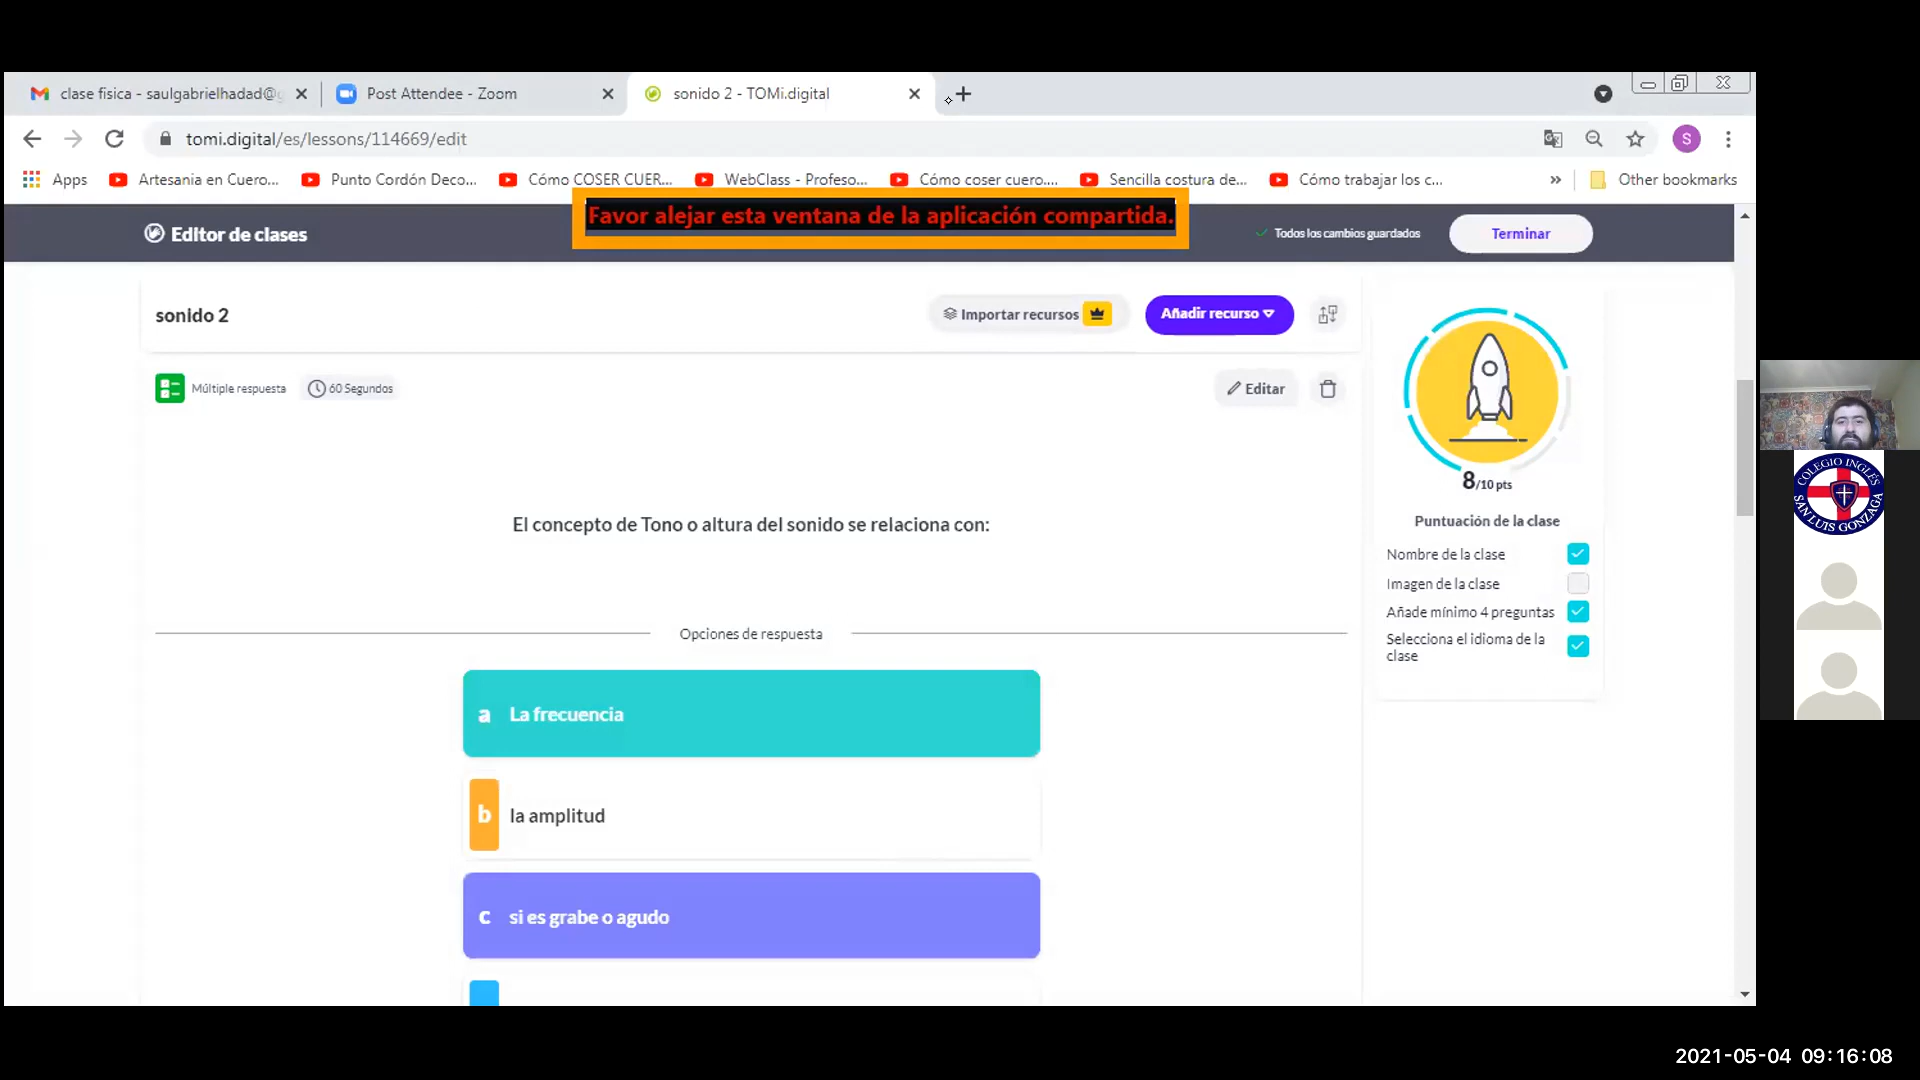 clase fisica - saulgabrielhadad@g
Post Attendee - Zoom
sonido 2 - TOMi.digital
tomi.digital/es/lessons/114669/edit
S
Apps
Artesania en Cuero...
Punto Cordón Deco...
Cómo COSER CUER...
WebClass - Profeso...
Cómo coser cuero....
Sencilla costura de...
Cómo trabajar los c...
»
Other bookmarks
Favor alejar esta ventana de la aplicación compartida.
Editor de clases
Todos los cambios guardados
Terminar
sonido 2
Importar recursos
Añadir recurso
Múltiple respuesta
60 Segundos
Editar
8/10 pts
Puntuación de la clase
Nombre de la clase
Imagen de la clase
Añade mínimo 4 preguntas
Selecciona el idioma de la
clase
El concepto de Tono o altura del sonido se relaciona con:
Opciones de respuesta
a La frecuencia
b la amplitud
c si es grabe o agudo
COLEGIO INGLÉS
SAN LUIS GONZAGA
2021-05-04 09:16:08